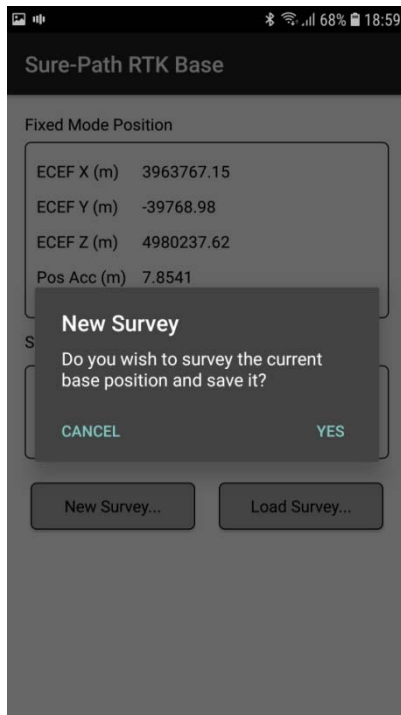 68% 18:59
Sure-Path RTK Base
Fixed Mode Position
ECEF X (m) 3963767.15
ECEF Y (m) -39768.98
ECEF Z (m) 4980237.62
Pos Acc (m) 7.8541
New Survey
S
Do you wish to survey the current
base position and save it?
CANCEL YES
New Survey... Load Survey...